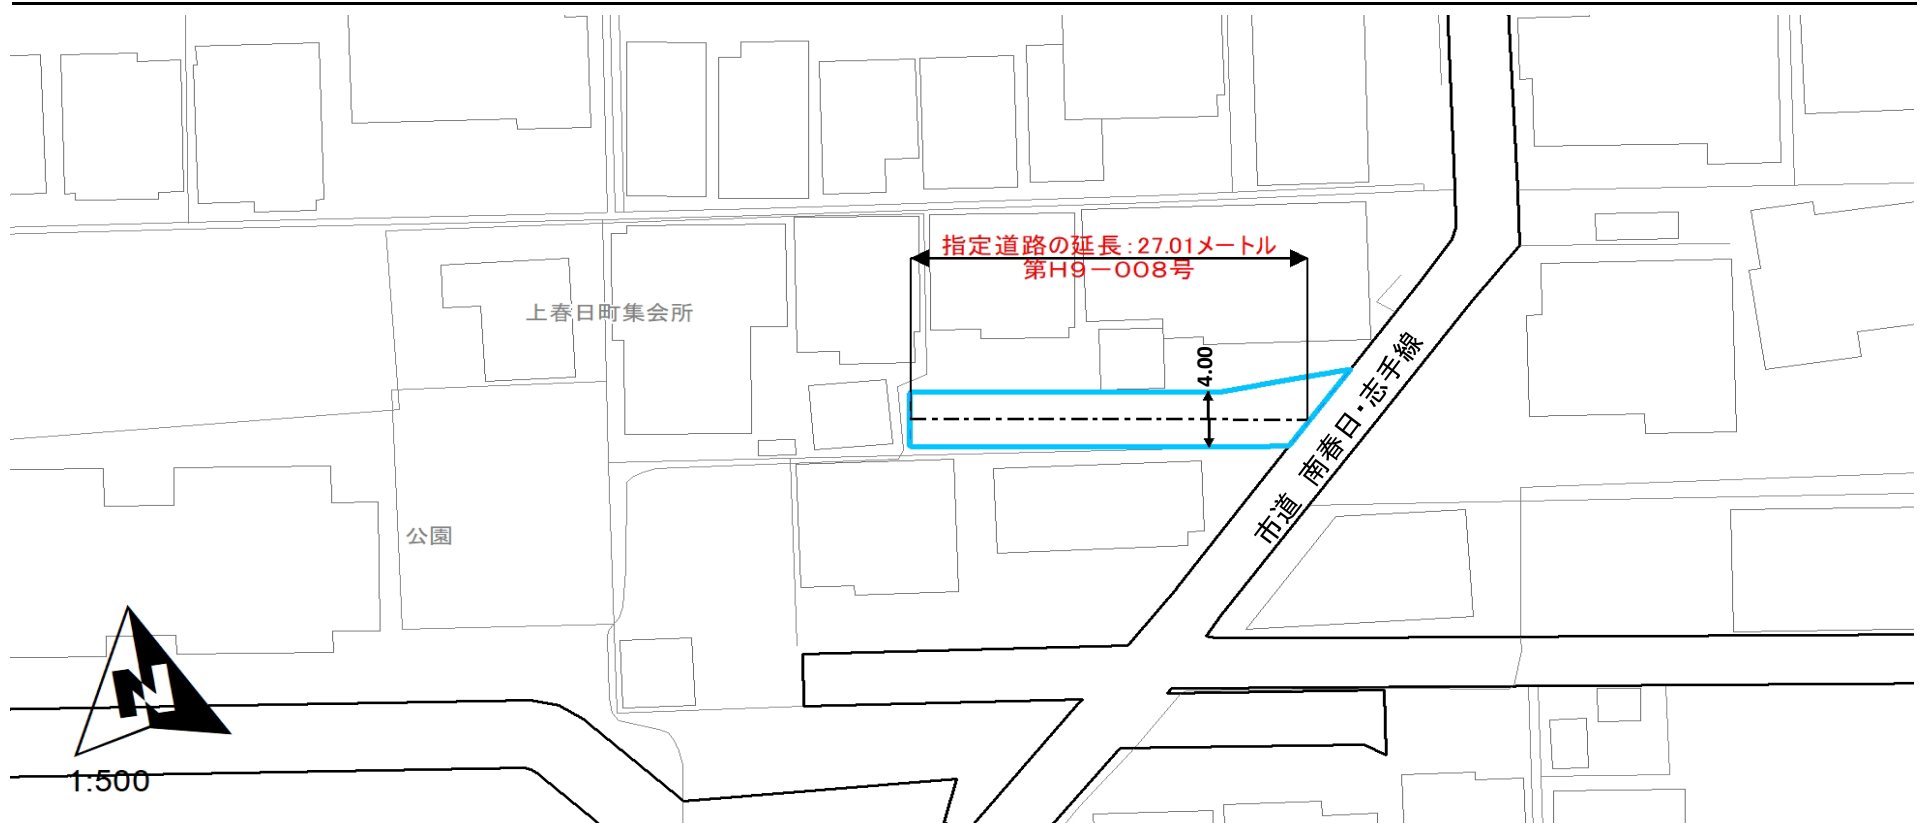 指定道路の延長:27.01メートル
第H9-008号
上春日町集会所
4.00
市道 南春日・志手線
公園
N
1:500